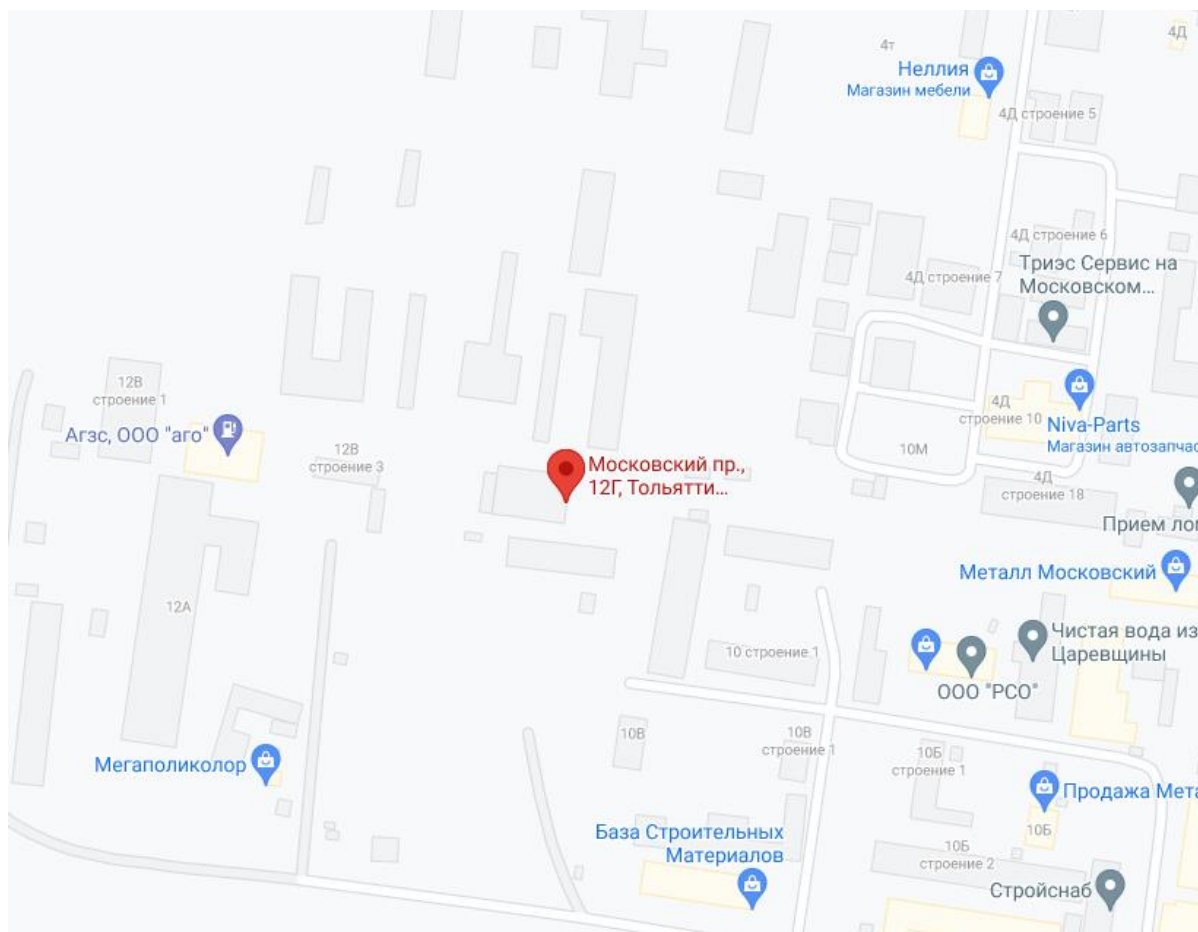 4Д
4т
Неллия
Магазин мебели
4Д строение 5
4Д строение 6
Триэс Сервис на
Московском...
4Д строение 7
12В
строение 1
Агзс, ООО "аго"
12В
строение 3
Московский пр.,
12Г, Тольятти...
10М
4Д
строение 10
Niva-Parts
Магазин автозапчас
4Д
строение 18
Прием лом
Металл Московский
12А
10 строение 1
Чистая вода из
Царевщины
ООО "РСО"
Мегаполиколор
10В
10В
строение 1
10Б
строение 1
Продажа Мета
10Б
База Строительных
Материалов
10Б
строение 2
Стройснаб